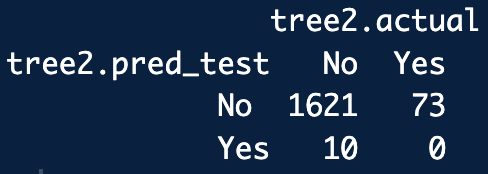 tree2.actual
tree2.pred_test No Yes
No 1621 73
Yes 10 0